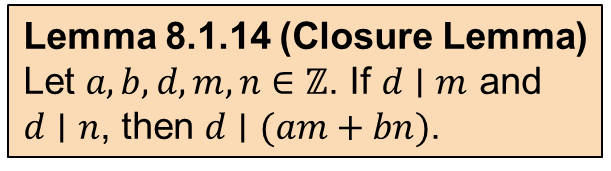 Lemma 8.1.14 (Closure Lemma)
Let 𝑎, 𝑏, 𝑑, 𝑚, 𝑛 ∈ ℤ. If 𝑑 ∣ 𝑚 and
𝑑 ∣ 𝑛, then 𝑑 ∣ (𝑎𝑚 + 𝑏𝑛).